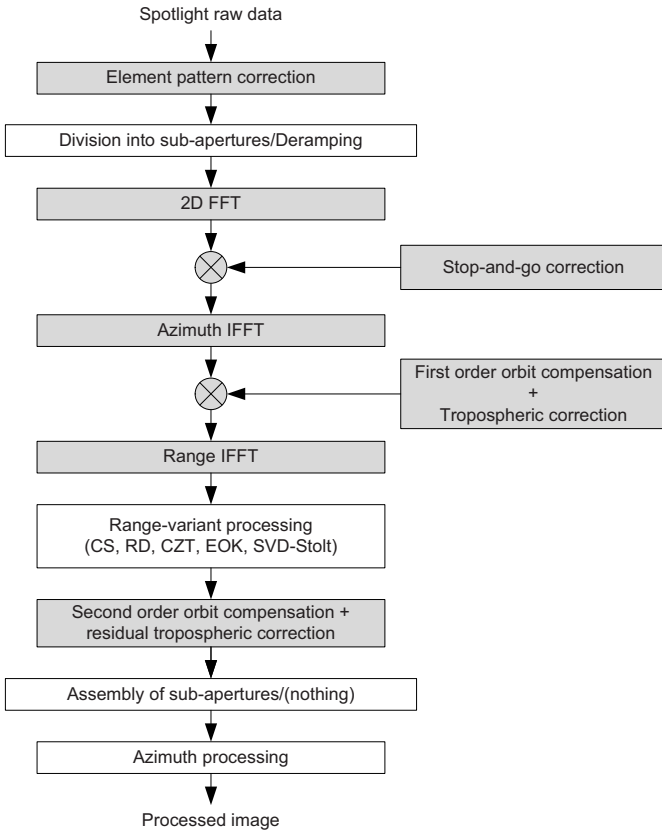 Spotlight raw data
Element pattern correction
Division into sub-apertures/Deramping
2D FFT
Stop-and-go correction
Azimuth IFFT
First order orbit compensation
+
Tropospheric correction
Range IFFT
Range-variant processing
(CS, RD, CZT, EOK, SVD-Stolt)
Second order orbit compensation +
residual tropospheric correction
Assembly of sub-apertures/(nothing)
Azimuth processing
Processed image